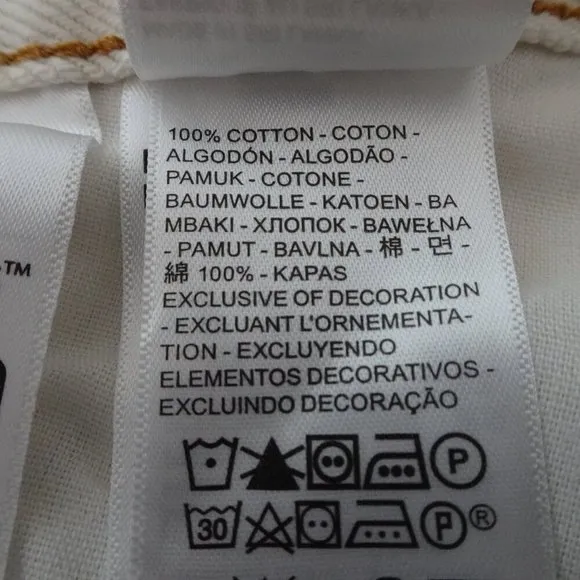 ™
100% COTTON - COTON -
ALGODÓN - ALGODÃO -
PAMUK - COTONE -
BAUMWOLLE - KATOEN - BA
MBAKI - ХЛОПОК - BAWEŁNA
- PAMUT - BAVLNA - 棉 - 면 -
綿 100% - KAPAS
EXCLUSIVE OF DECORATION
- EXCLUANT L'ORNEMENTA-
TION - EXCLUYENDO
ELEMENTOS DECORATIVOS -
EXCLUINDO DECORAÇÃO
P
30 P ®